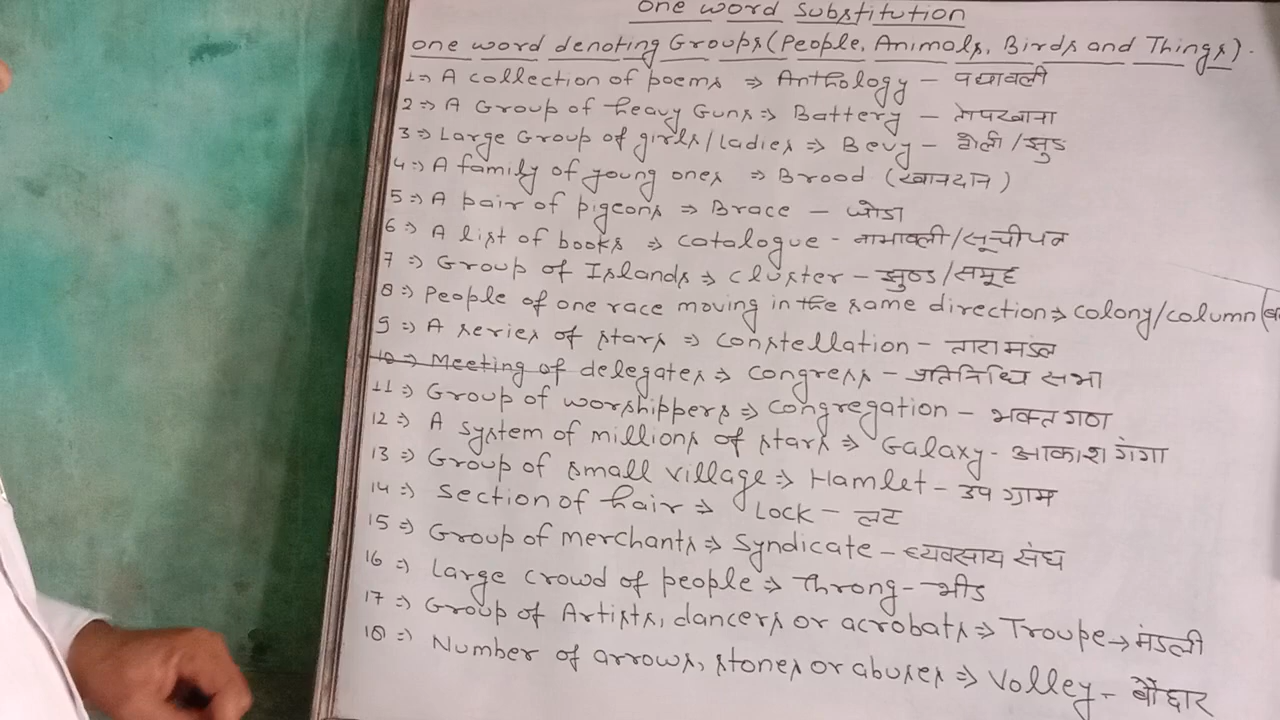 one word substitution
one word denoting Groups (People, Animals, Birds and Things).
1⇒ A collection of poems ⇒ Anthology – पद्यावली
2⇒ A Group of heavy Guns ⇒ Battery – तोपखाना
3⇒ Large Group of girls/ladies ⇒ Bevy – टोली/झुंड
4⇒ A family of young ones ⇒ Brood (खानदान)
5⇒ A pair of pigeons ⇒ Brace – जोडा
6⇒ A list of books ⇒ catalogue - नामावली/सूचीपत्र
7⇒ Group of Islands ⇒ cluster – झुण्ड/समूह
8⇒ People of one race moving in the same direction ⇒ colony/column
9⇒ A series of stars ⇒ constellation – तारा मंडल
10⇒ Meeting of delegates ⇒ congress – प्रतिनिधि सभा
11⇒ Group of worshippers ⇒ congregation – भक्त गण
12⇒ A system of millions of stars ⇒ Galaxy - आकाश गंगा
13⇒ Group of small village ⇒ Hamlet – उप ग्राम
14⇒ Section of hair ⇒ Lock – लट
15⇒ Group of merchants ⇒ Syndicate – व्यवसाय संघ
16⇒ Large crowd of people ⇒ Throng – भीड
17⇒ Group of Artists, dancers or acrobats ⇒ Troupe → मंडली
18⇒ Number of arrows, stones or abuses ⇒ Volley – बौछार